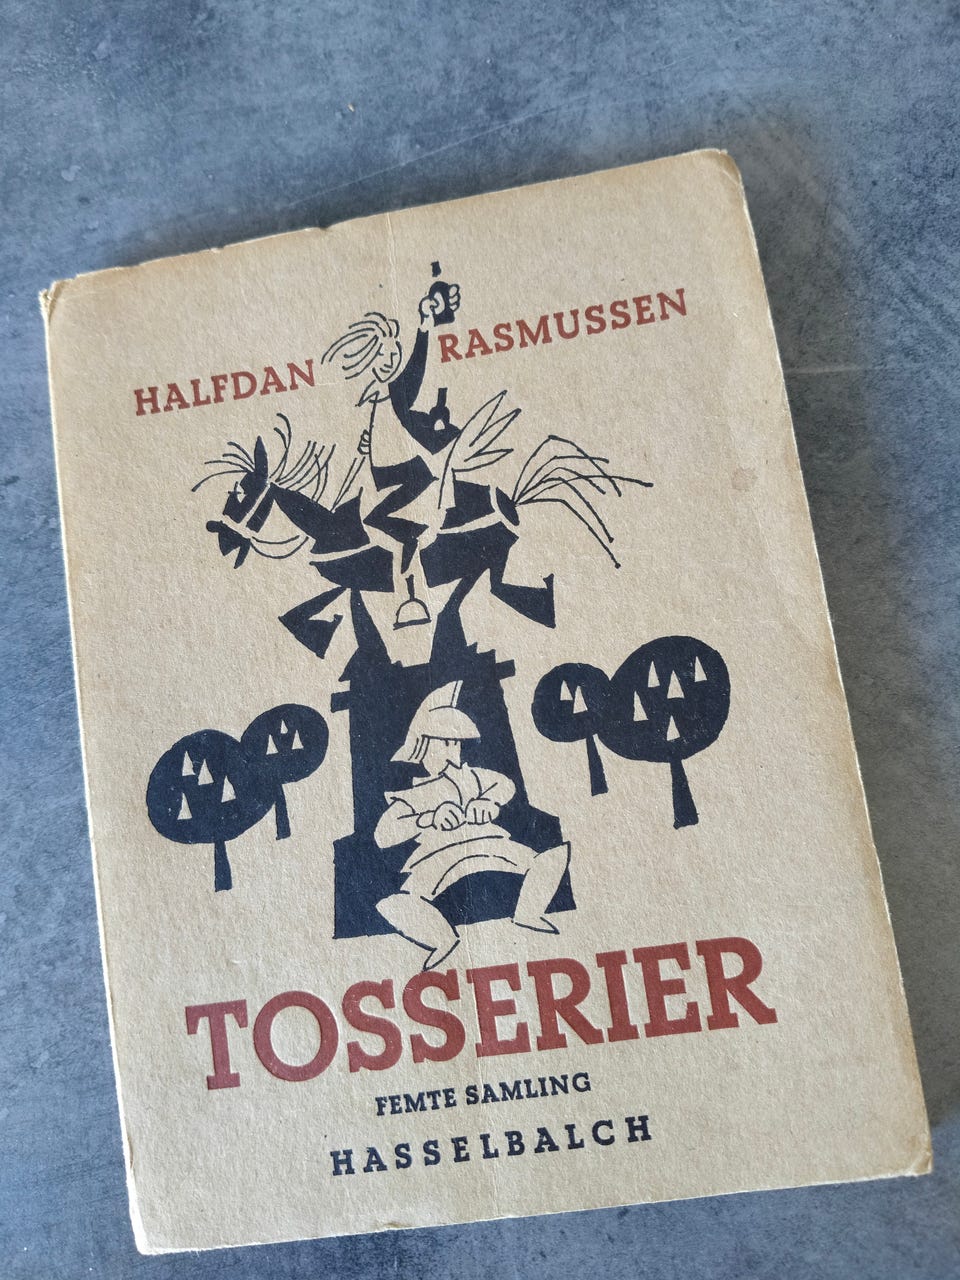 HALFDAN RASMUSSEN
TOSSERIER
FEMTE SAMLING
HASSELBALCH